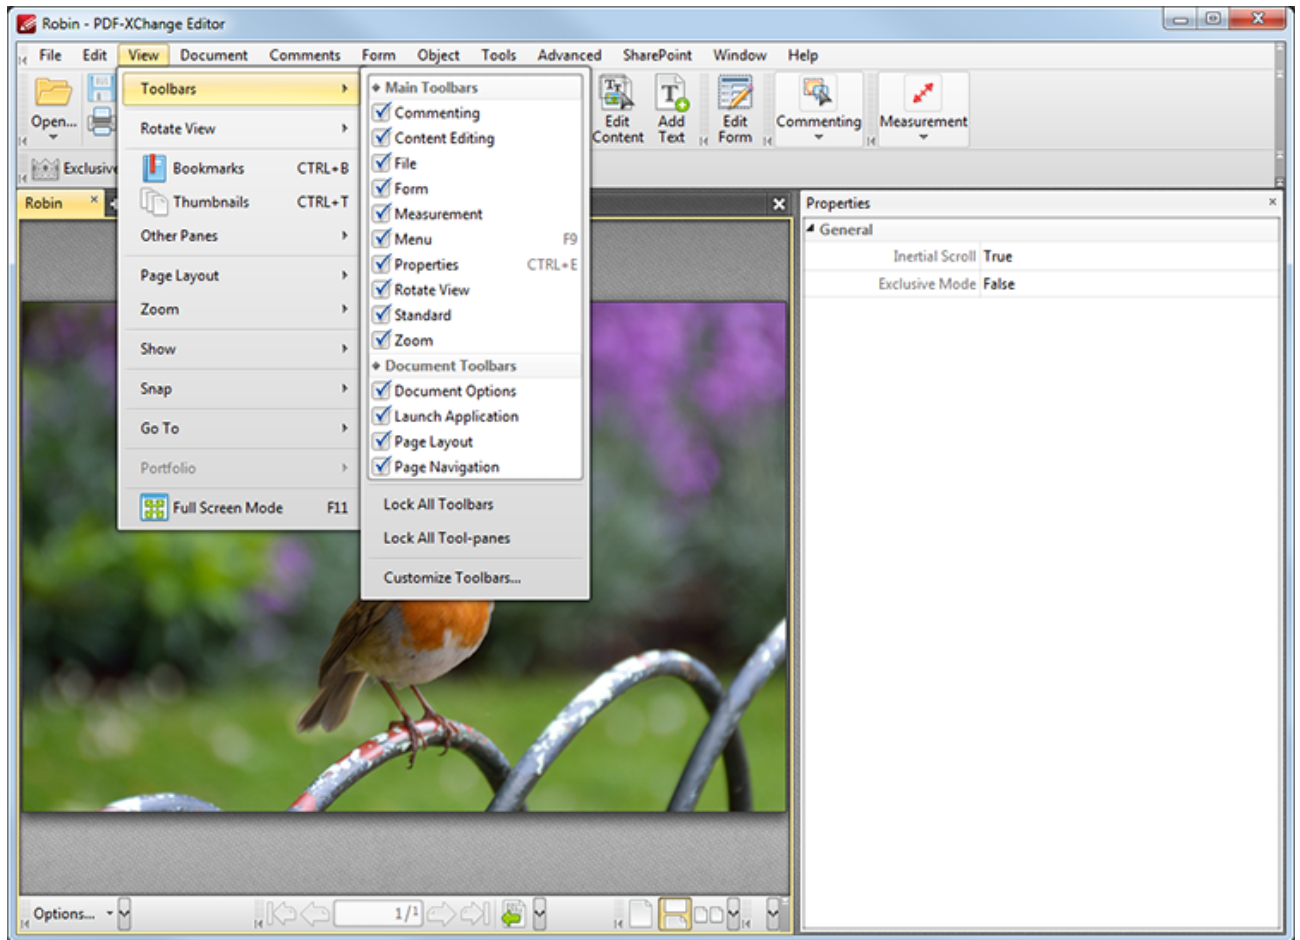 Robin - PDF-XChange Editor
File Edit View Document Comments Form Object Tools Advanced SharePoint Window Help
Open...
Edit Content
Add Text
Edit Form
Commenting
Measurement
Exclusive
Robin
Toolbars
Rotate View
Bookmarks CTRL+B
Thumbnails CTRL+T
Other Panes
Page Layout
Zoom
Show
Snap
Go To
Portfolio
Full Screen Mode F11
Main Toolbars
Commenting
Content Editing
File
Form
Measurement
Menu F9
Properties CTRL+E
Rotate View
Standard
Zoom
Document Toolbars
Document Options
Launch Application
Page Layout
Page Navigation
Lock All Toolbars
Lock All Tool-panes
Customize Toolbars...
Properties
General
Inertial Scroll True
Exclusive Mode False
Options... 1/1